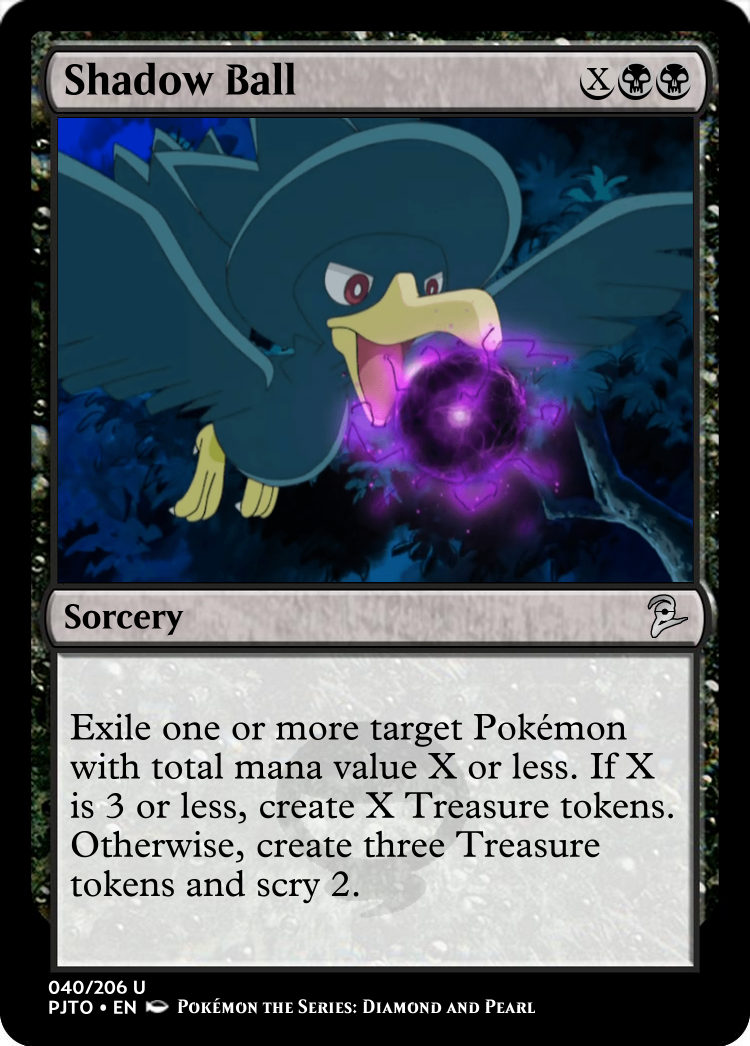 Shadow Ball X
Sorcery
Exile one or more target Pokémon
with total mana value X or less. If X
is 3 or less, create X Treasure tokens.
Otherwise, create three Treasure
tokens and scry 2.
040/206 U
PJTO • EN Pokémon the Series: Diamond and Pearl